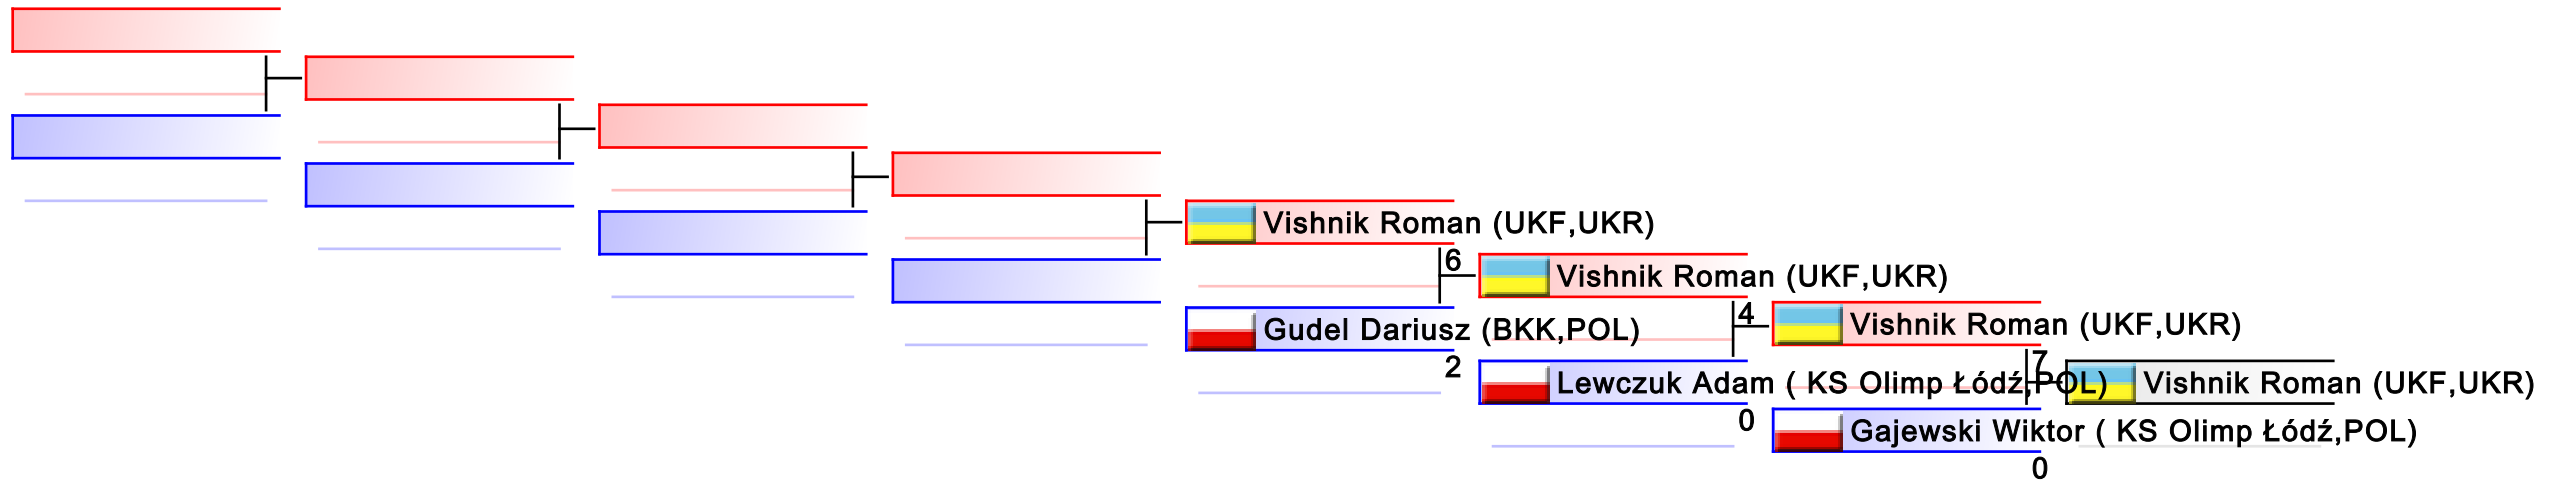 Vishnik Roman (UKF,UKR)
6
Vishnik Roman (UKF,UKR)
4
Vishnik Roman (UKF,UKR)
Gudel Dariusz (BKK,POL)
2
7
Lewczuk Adam ( KS Olimp Łódź,POL)
Vishnik Roman (UKF,UKR)
0
Gajewski Wiktor ( KS Olimp Łódź,POL)
0